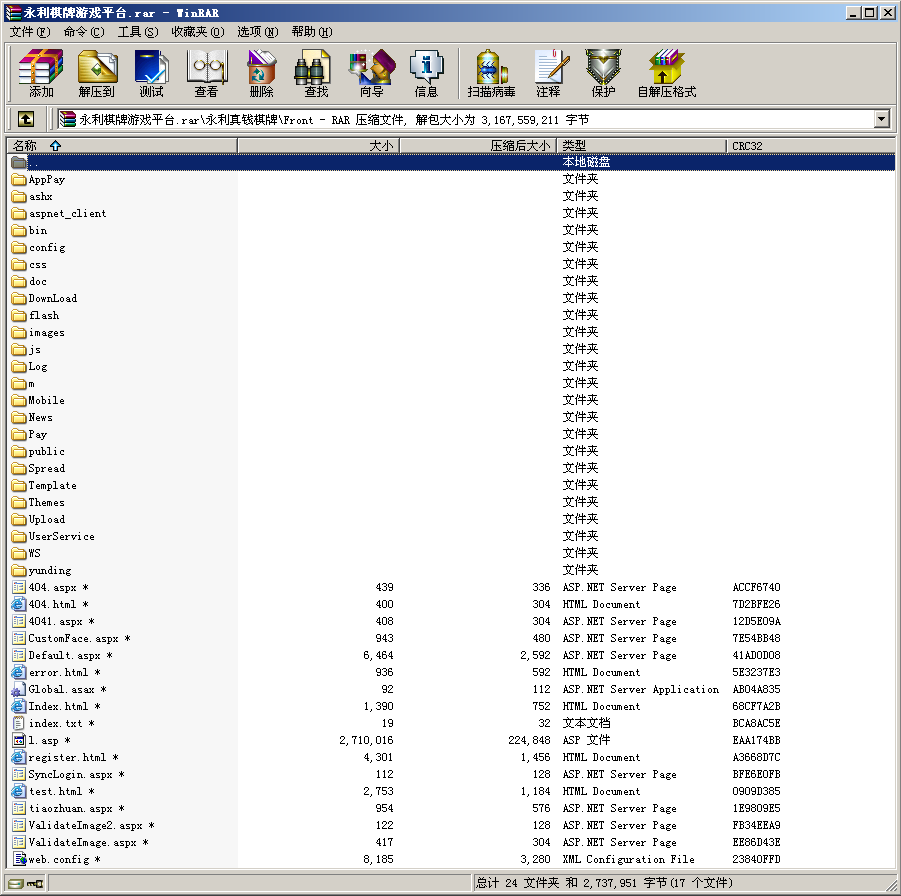 永利棋牌游戏平台.rar - WinRAR
文件(F) 命令(C) 工具(S) 收藏夹(O) 选项(N) 帮助(H)
添加 解压到 测试 查看 删除 查找 向导 信息 扫描病毒 注释 保护 自解压格式
永利棋牌游戏平台.rar\永利真钱棋牌\Front - RAR 压缩文件, 解包大小为 3,167,559,211 字节
名称 大小 压缩后大小 类型 CRC32
.. 本地磁盘
AppPay 文件夹
ashx 文件夹
aspnet_client 文件夹
bin 文件夹
config 文件夹
css 文件夹
doc 文件夹
DownLoad 文件夹
flash 文件夹
images 文件夹
js 文件夹
Log 文件夹
m 文件夹
Mobile 文件夹
News 文件夹
Pay 文件夹
public 文件夹
Spread 文件夹
Template 文件夹
Themes 文件夹
Upload 文件夹
UserService 文件夹
WS 文件夹
yunding 文件夹
404.aspx * 439 336 ASP.NET Server Page ACCF6740
404.html * 400 304 HTML Document 7D2BFE26
4041.aspx * 408 304 ASP.NET Server Page 12D5E09A
CustomFace.aspx * 943 480 ASP.NET Server Page 7E54BB48
Default.aspx * 6,464 2,592 ASP.NET Server Page 41AD0D08
error.html * 936 592 HTML Document 5E3237E3
Global.asax * 92 112 ASP.NET Server Application AB04A835
Index.html * 1,390 752 HTML Document 68CF7A2B
index.txt * 19 32 文本文档 BCA8AC5E
l.asp * 2,710,016 224,848 ASP 文件 EAA174BB
register.html * 4,301 1,456 HTML Document A3668D7C
SyncLogin.aspx * 112 128 ASP.NET Server Page BFE6E0FB
test.html * 2,753 1,184 HTML Document 0909D385
tiaozhuan.aspx * 954 576 ASP.NET Server Page 1E9809E5
ValidateImage2.aspx * 122 128 ASP.NET Server Page FB34EEA9
ValidateImage.aspx * 417 304 ASP.NET Server Page EE86D43E
web.config * 8,185 3,280 XML Configuration File 23840FFD
总计 24 文件夹 和 2,737,951 字节(17 个文件)